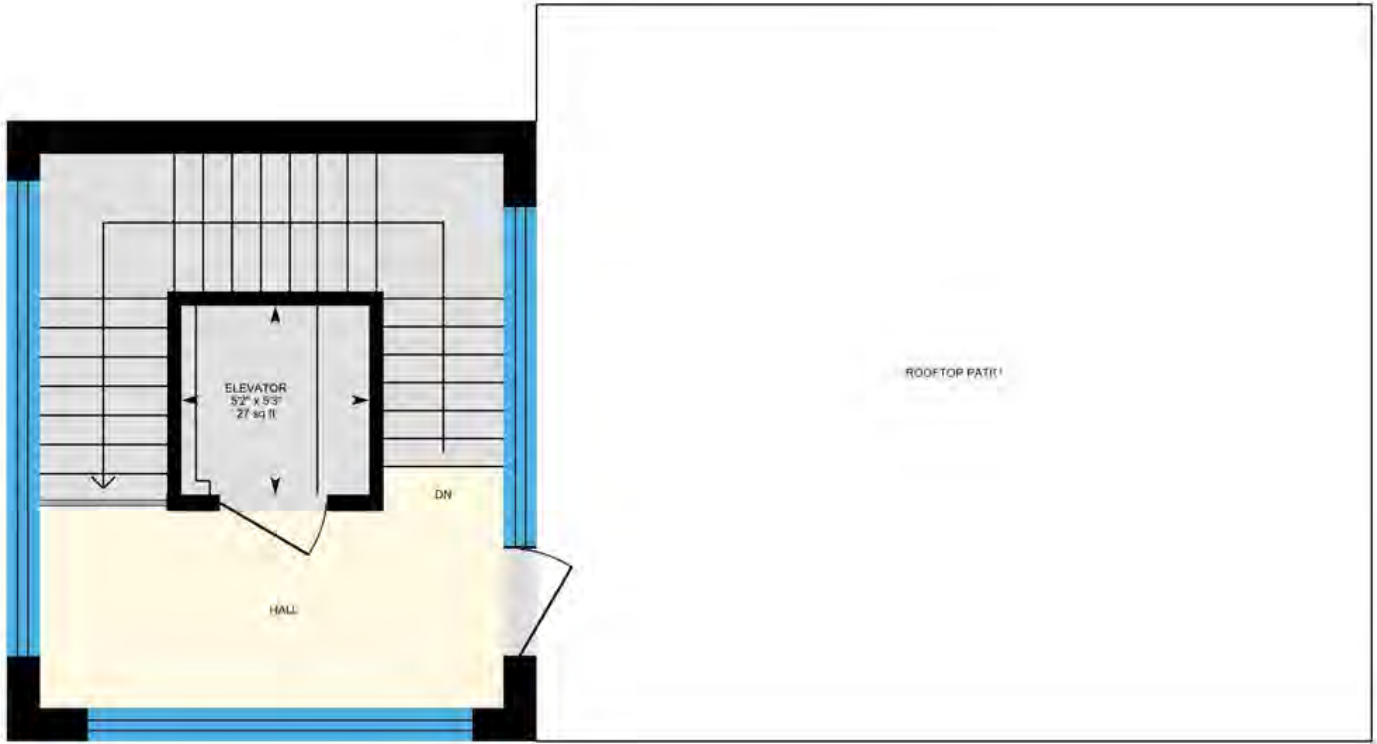 ELEVATOR
5'2" x 5'3"
27 sq ft
ROOFTOP PATIO
DN
HALL